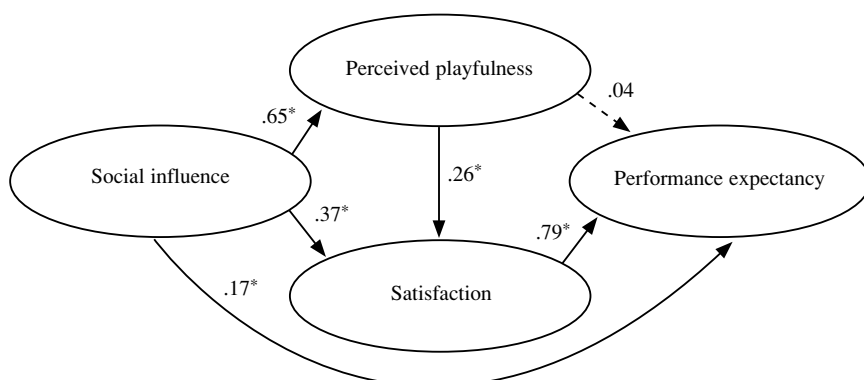 Perceived playfulness
.04
.65*
Social influence
.26*
Performance expectancy
.37*
.79*
.17*
Satisfaction